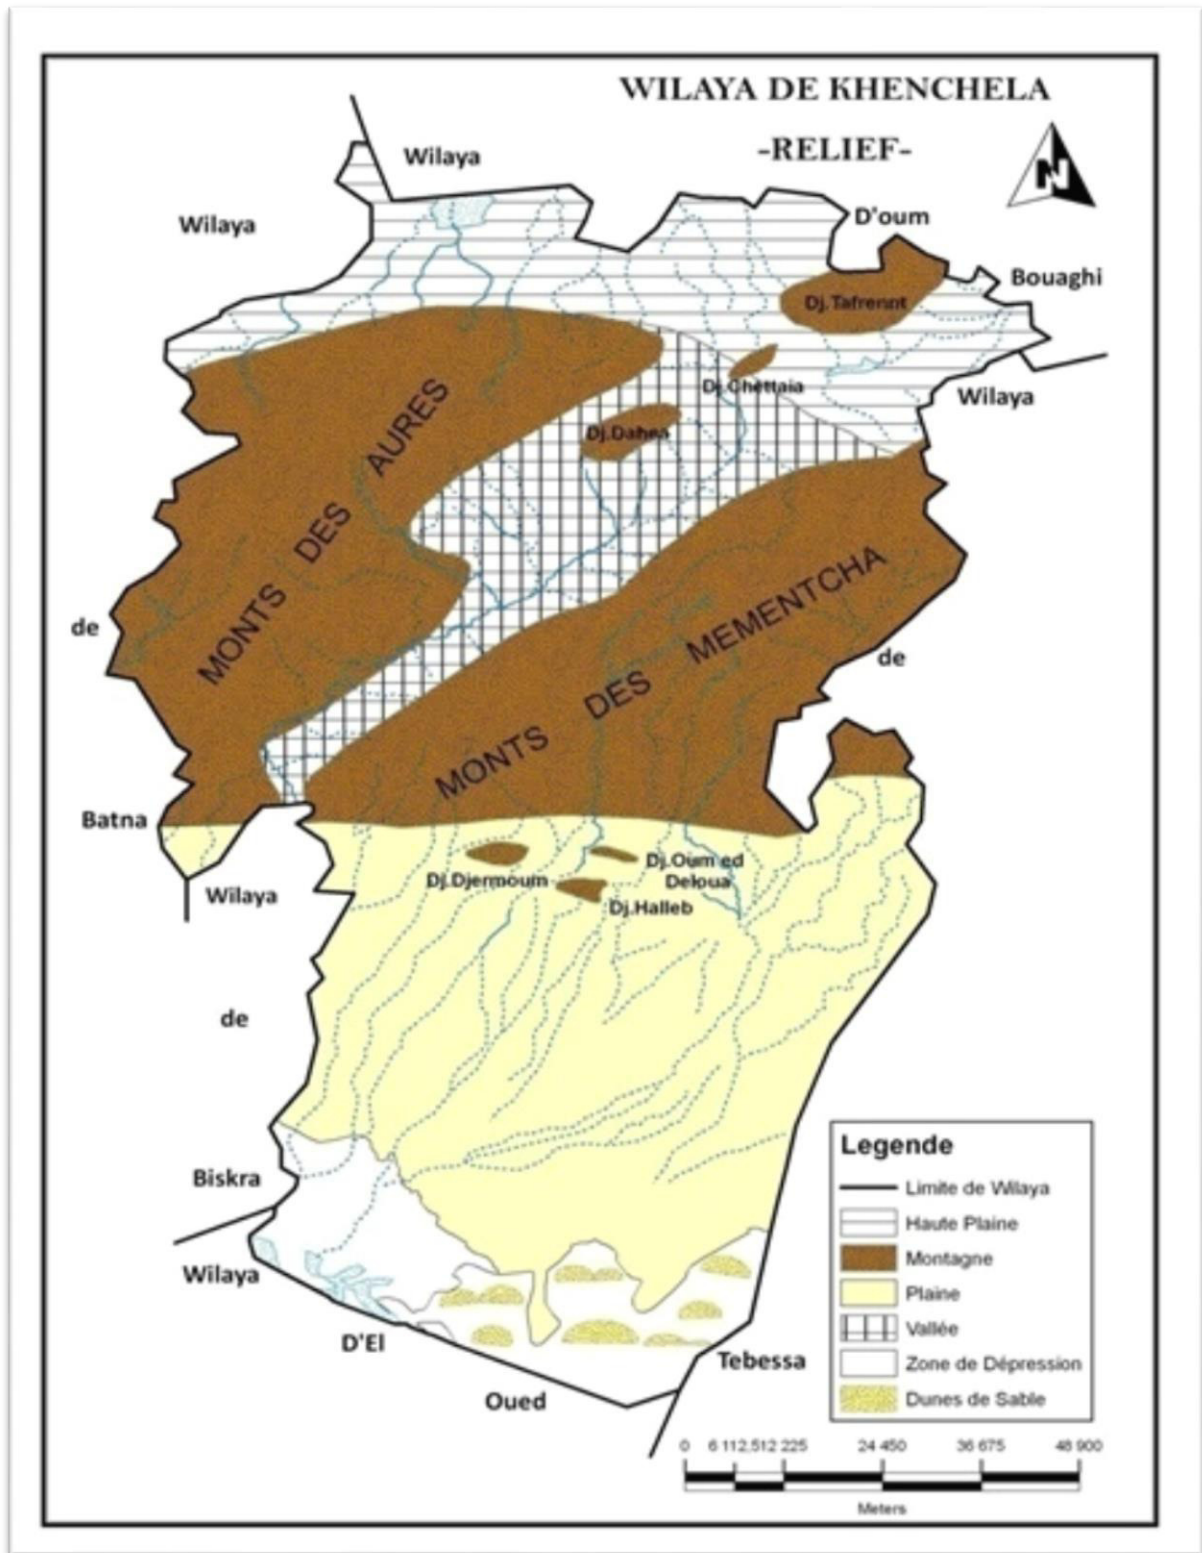 WILAYA DE KHENCHELA
-RELIEF-
N
Wilaya
Wilaya
D'oum
Bouaghi
Dj.Tafrennt
Dj.Chettaia
Wilaya
Dj.Dahea
MONTS DES AURES
MONTS DES MEMENTCHA
de
de
Batna
Wilaya
Dj.Djermoum
Dj.Oum ed
Deloua
Dj.Halleb
de
Biskra
Wilaya
D'El
Oued
Tebessa
Legende
Limite de Wilaya
Haute Plaine
Montagne
Plaine
Vallée
Zone de Dépression
Dunes de Sable
0 6 112,512 225 24 450 36 675 48 900
Meters